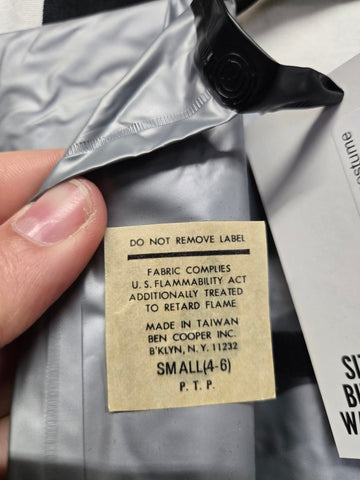 DO NOT REMOVE LABEL
FABRIC COMPLIES
U.S. FLAMMABILITY ACT
ADDITIONALLY TREATED
TO RETARD FLAME
MADE IN TAIWAN
BEN COOPER INC.
B'KLYN, N.Y. 11232
SMALL(4-6)
P.T.P.
ostume